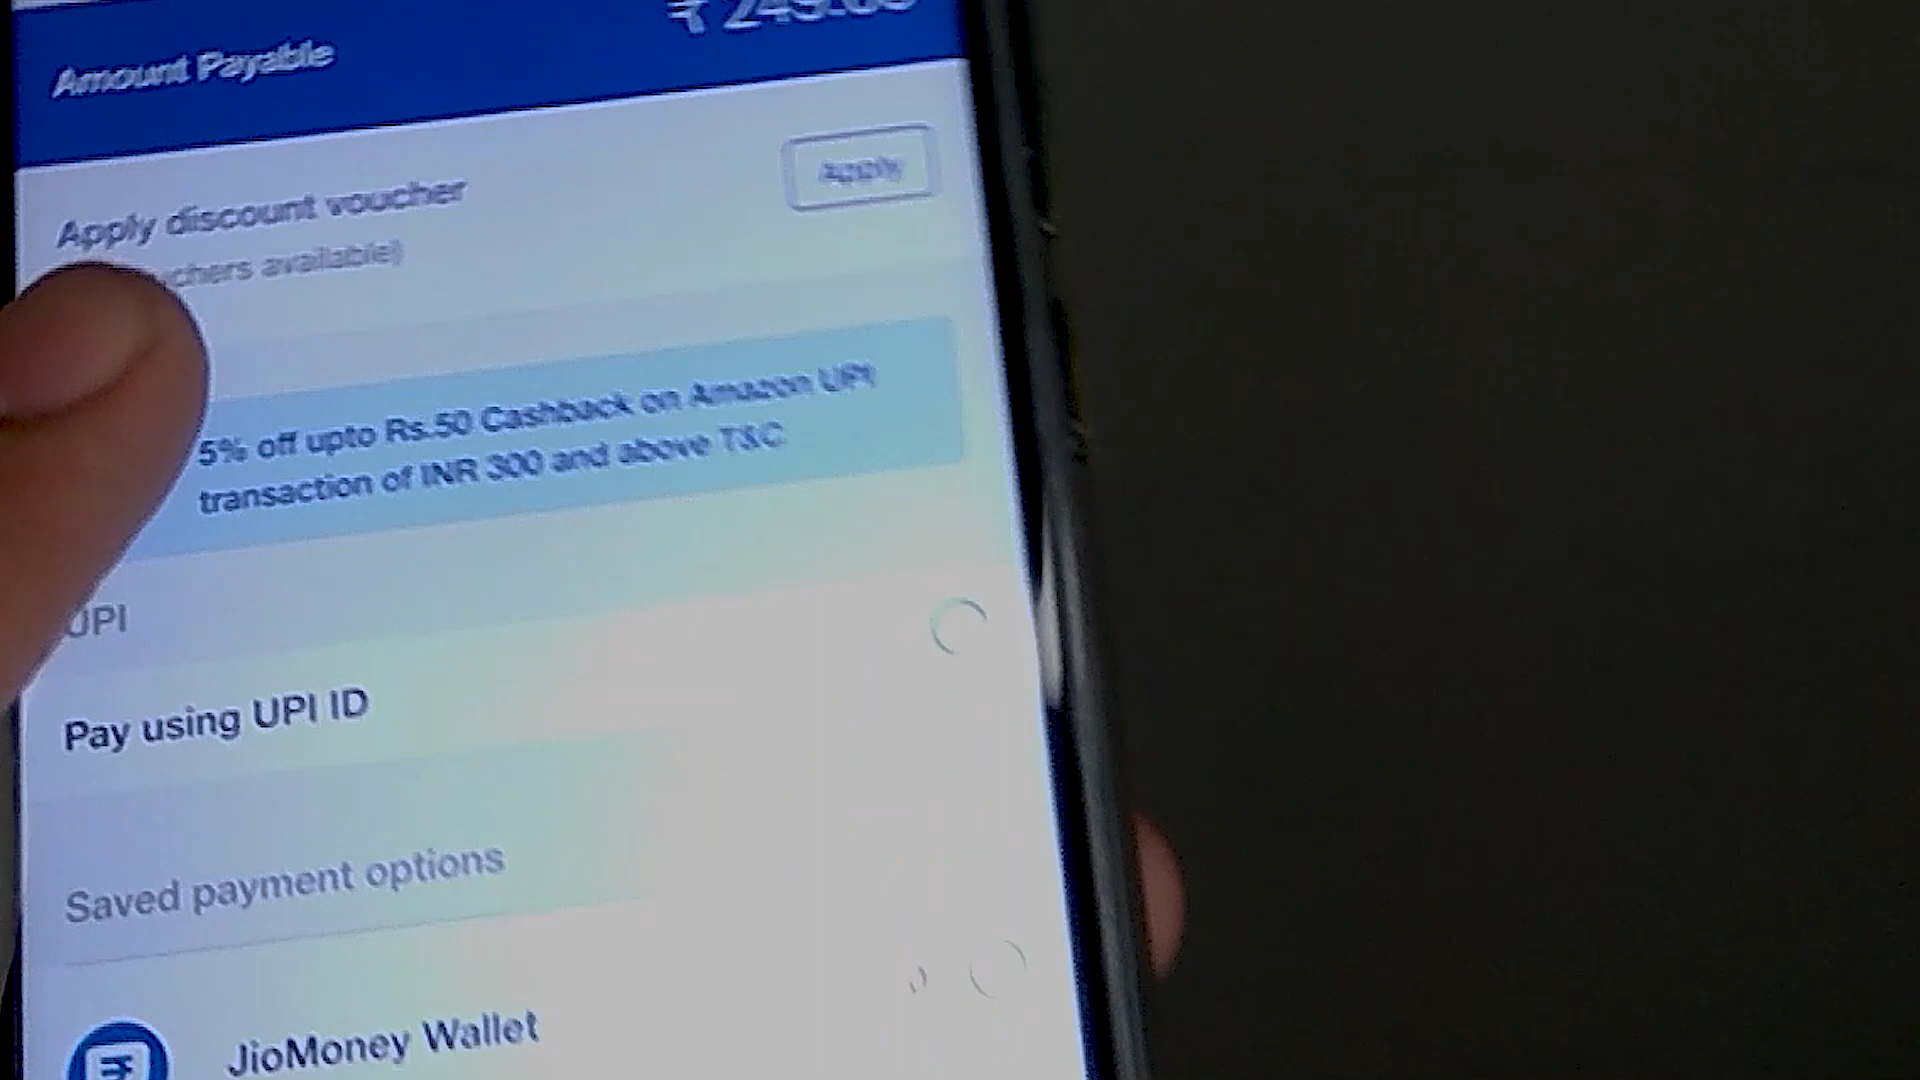 Amount Payable
Apply discount voucher
Apply
available)
5% off upto Rs.50 Cashback on Amazon UPI
transaction of INR 300 and above T&C
UPI
Pay using UPI ID
Saved payment options
JioMoney Wallet